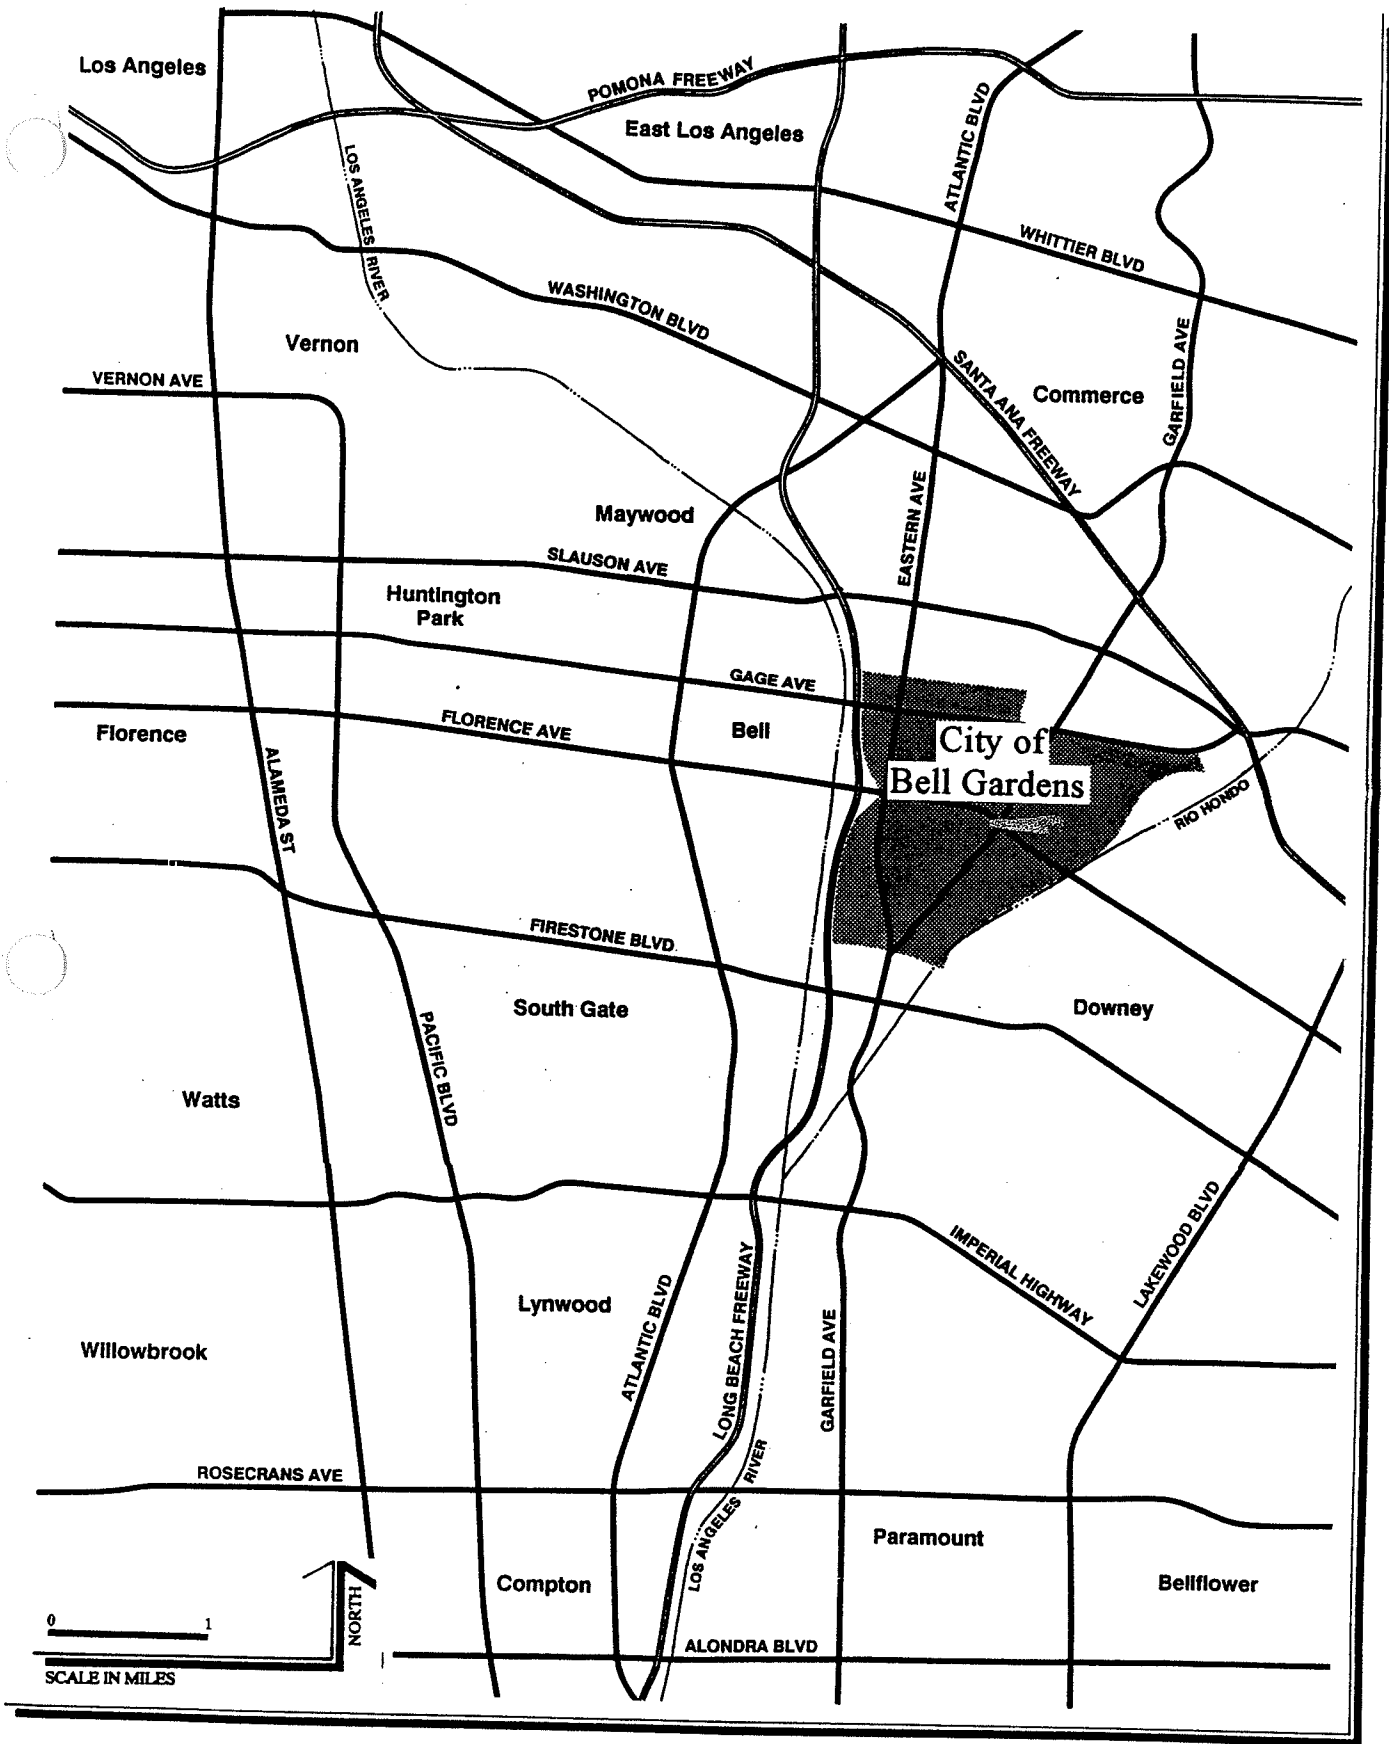 Los Angeles
POMONA FREEWAY
East Los Angeles
ATLANTIC BLVD
LOS ANGELES RIVER
WHITTIER BLVD
WASHINGTON BLVD
Vernon
VERNON AVE
SANTA ANA FREEWAY
Commerce
GARFIELD AVE
Maywood
EASTERN AVE
SLAUSON AVE
Huntington
Park
GAGE AVE
Bell
FLORENCE AVE
Florence
City of
Bell Gardens
ALAMEDA ST
RIO HONDO
FIRESTONE BLVD.
South Gate
Downey
PACIFIC BLVD
Watts
LAKEWOOD BLVD
IMPERIAL HIGHWAY
Lynwood
ATLANTIC BLVD
LONG BEACH FREEWAY
GARFIELD AVE
Willowbrook
ROSECRANS AVE
LOS ANGELES RIVER
Paramount
Compton
Bellflower
NORTH
0 1
ALONDRA BLVD
SCALE IN MILES